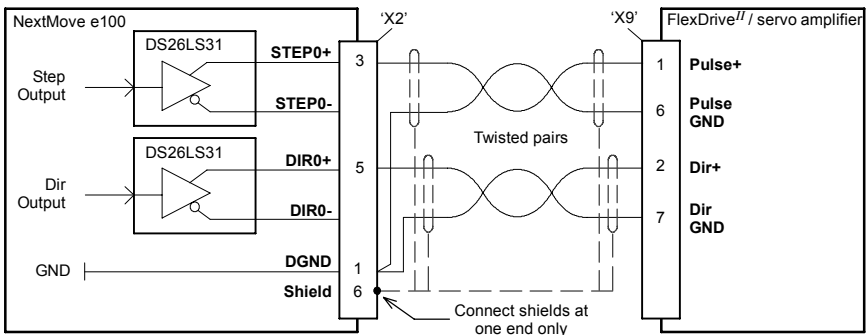 NextMove e100
'X2'
'X9'
FlexDriveII / servo amplifier
DS26LS31
STEP0+
3
1
Pulse+
Step
Output
STEP0-
6
Pulse
GND
Twisted pairs
DS26LS31
DIR0+
5
2
Dir+
Dir
Output
DIR0-
7
Dir
GND
GND
DGND
1
Shield
6
Connect shields at
one end only